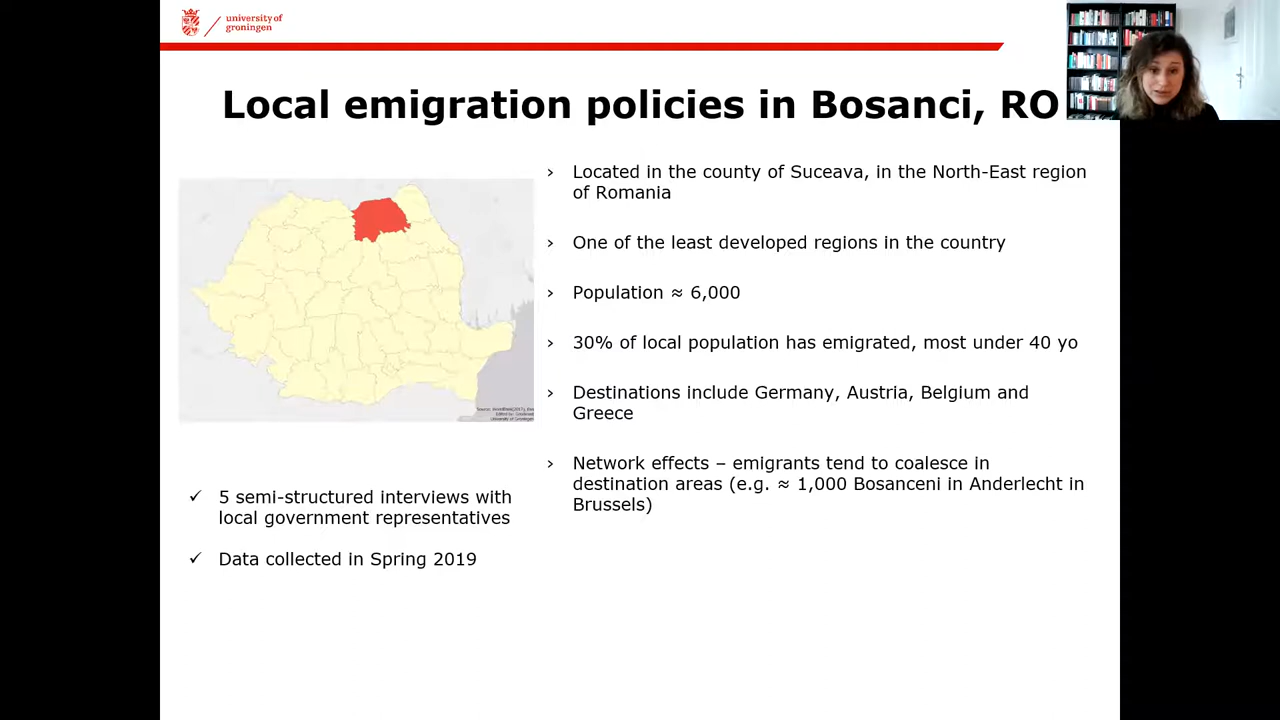 university of
groningen
Local emigration policies in Bosanci, RO
› Located in the county of Suceava, in the North-East region
of Romania
› One of the least developed regions in the country
› Population ≈ 6,000
› 30% of local population has emigrated, most under 40 yo
› Destinations include Germany, Austria, Belgium and
Greece
› Network effects – emigrants tend to coalesce in
destination areas (e.g. ≈ 1,000 Bosanceni in Anderlecht in
Brussels)
✓ 5 semi-structured interviews with
local government representatives
✓ Data collected in Spring 2019
University of Groningen